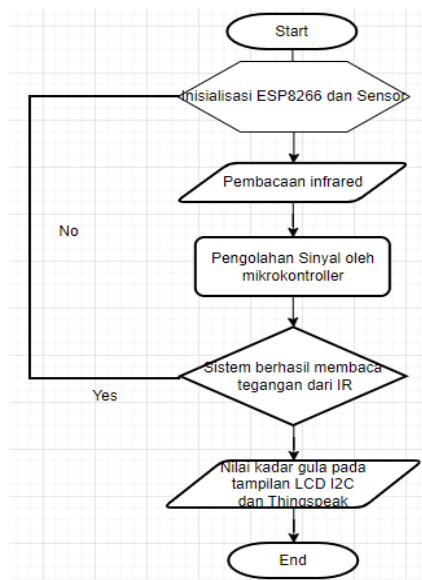 Start
Inisialisasi ESP8266 dan Sensor
Pembacaan infrared
No
Pengolahan Sinyal oleh
mikrokontroller
Sistem berhasil membaca
tegangan dari IR
Yes
Nilai kadar gula pada
tampilan LCD I2C
dan Thingspeak
End